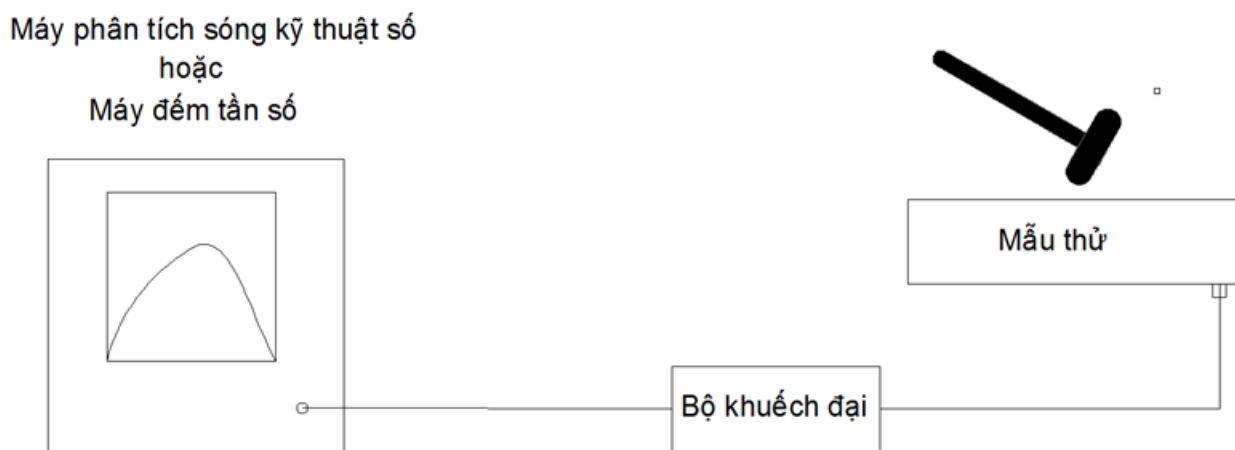 Máy phân tích sóng kỹ thuật số
hoặc
Máy đếm tần số
Mẫu thử
Bộ khuếch đại